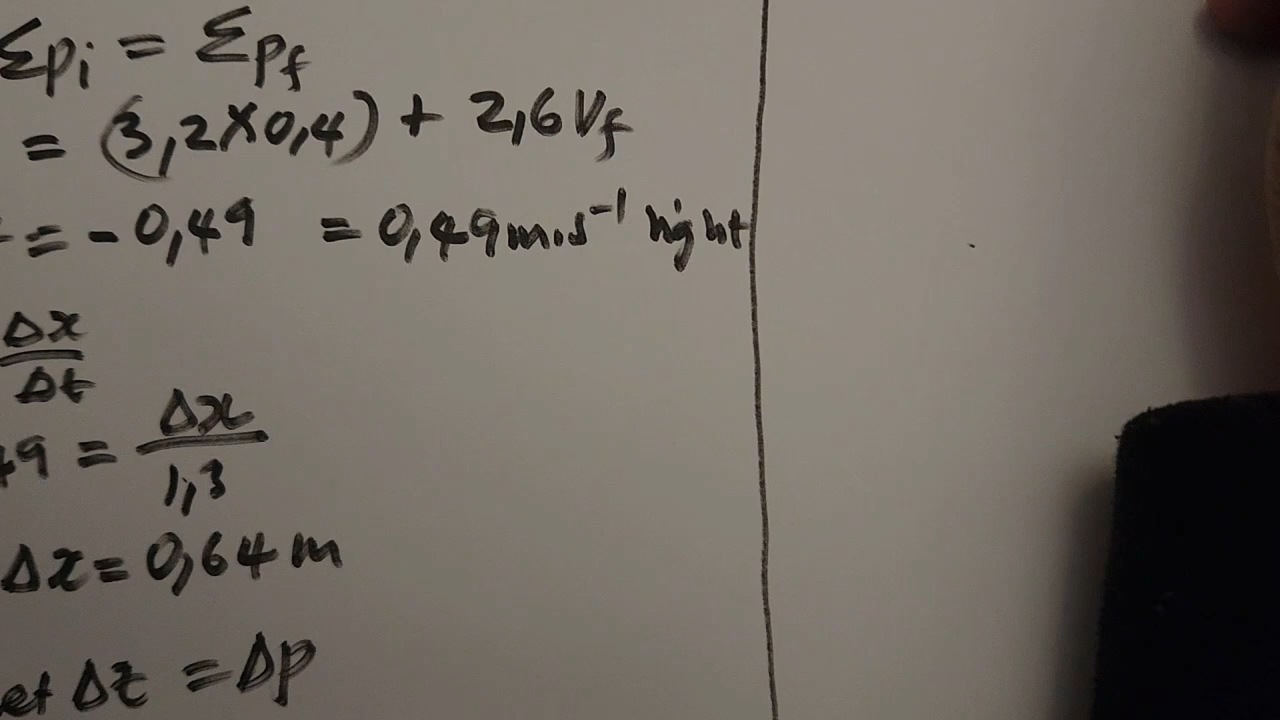 Σpi = Σpf
= (3,2×0,4) + 2,6Vf
= -0,49 = 0,49 m.s⁻¹ right
Δx
Δt
49 = Δx
1,3
Δx = 0,64 m
et Δt = Δp